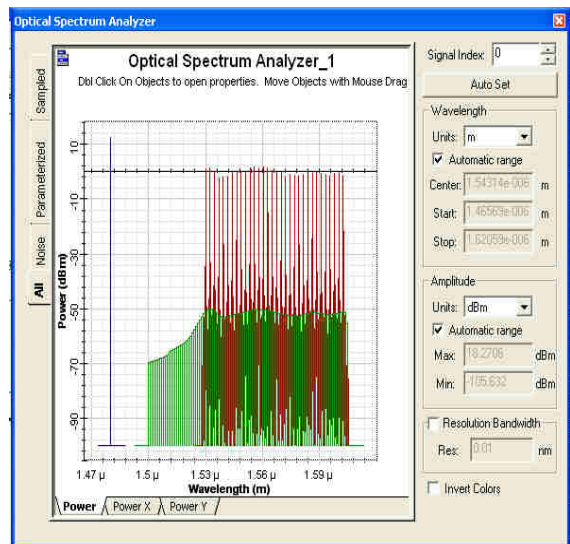 Optical Spectrum Analyzer
Optical Spectrum Analyzer_1
Dbl Click On Objects to open properties. Move Objects with Mouse Drag
Sampled
Parameterized
Noise
All
Power (dBm)
10
-10
-30
-50
-70
-90
1.47 µ
1.5 µ
1.53 µ
1.56 µ
1.59 µ
Wavelength (m)
Power
Power X
Power Y
Signal Index: 0
Auto Set
Wavelength
Units: m
Automatic range
Center: 1.54314e-006 m
Start: 1.46569e-006 m
Stop: 1.62059e-006 m
Amplitude
Units: dBm
Automatic range
Max: 18.2706 dBm
Min: -105.632 dBm
Resolution Bandwidth
Res: 0.01 nm
Invert Colors